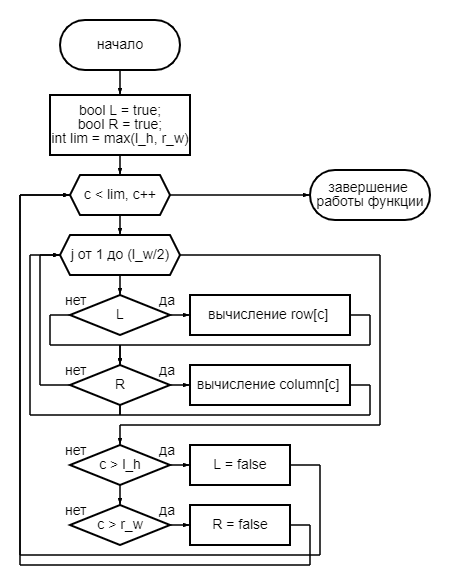 начало
bool L = true;
bool R = true;
int lim = max(l_h, r_w)
c < lim, c++
завершение
работы функции
j от 1 до (l_w/2)
нет
да
L
вычисление row[c]
нет
да
R
вычисление column[c]
нет
да
c > l_h
L = false
нет
да
c > r_w
R = false